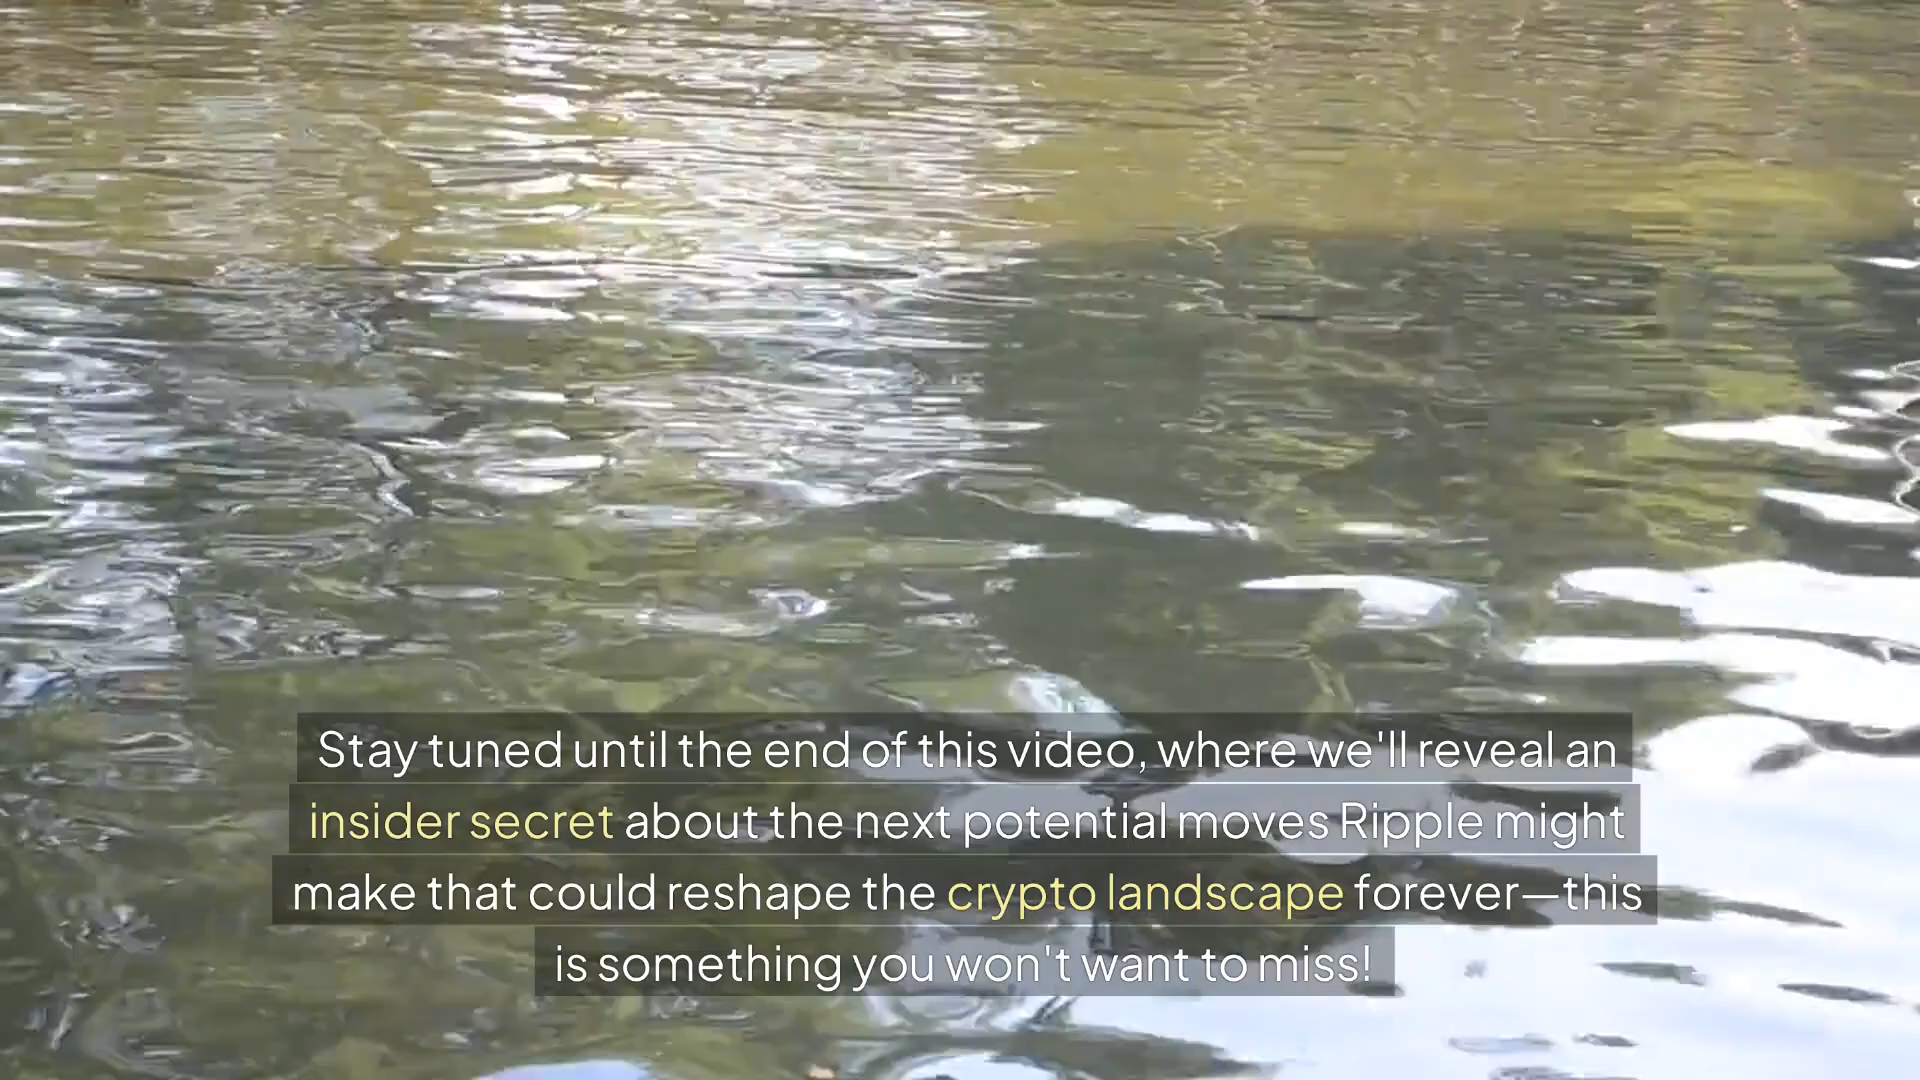 Stay tuned until the end of this video, where we'll reveal an
insider secret about the next potential moves Ripple might
make that could reshape the crypto landscape forever—this
is something you won't want to miss!